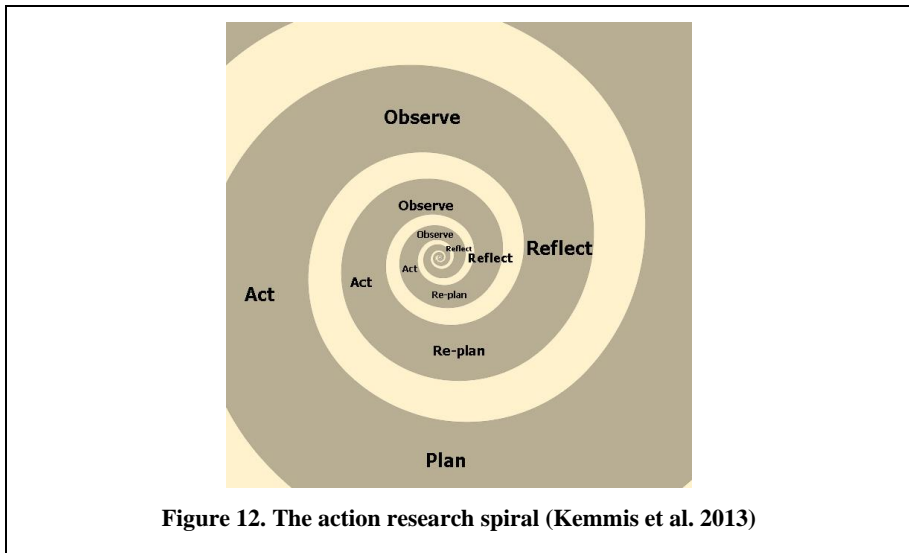 Observe
Observe
Observe
Reflect
Reflect
Reflect
Act
Act
Act
Re-plan
Re-plan
Plan
Figure 12. The action research spiral (Kemmis et al. 2013)